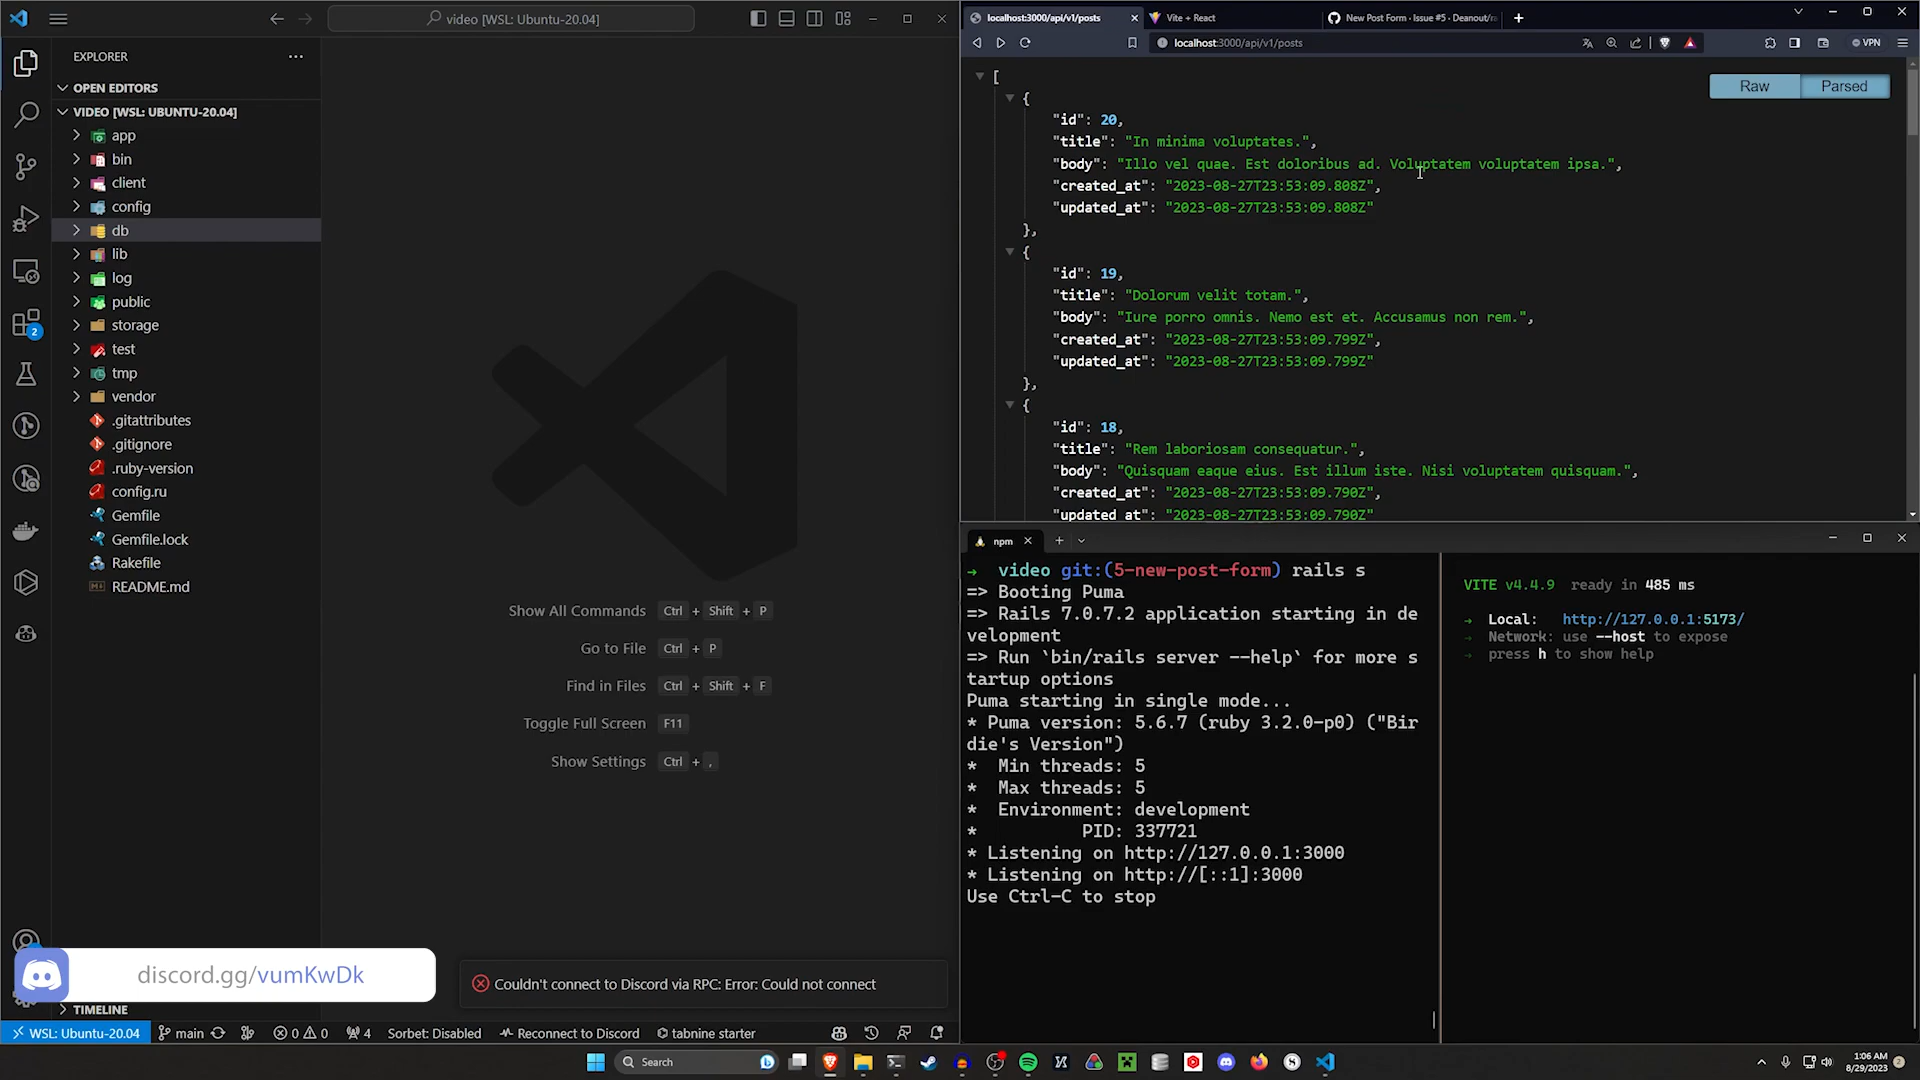 video [WSL: Ubuntu-20.04]
EXPLORER
OPEN EDITORS
VIDEO [WSL: UBUNTU-20.04]
app
bin
client
config
db
lib
log
public
storage
test
tmp
vendor
.gitattributes
.gitignore
.ruby-version
config.ru
Gemfile
Gemfile.lock
Rakefile
README.md
2
Show All Commands Ctrl + Shift + P
Go to File Ctrl + P
Find in Files Ctrl + Shift + F
Toggle Full Screen F11
Show Settings Ctrl + ,
discord.gg/vumKwDk
Couldn't connect to Discord via RPC: Error: Could not connect
TIMELINE
WSL: Ubuntu-20.04 main 0 0 4 Sorbet: Disabled Reconnect to Discord tabnine starter
localhost:3000/api/v1/posts
Vite + React
New Post Form · Issue #5 · Deanout/r
localhost:3000/api/v1/posts
VPN
Raw Parsed
[
{
"id": 20,
"title": "In minima voluptates.",
"body": "Illo vel quae. Est doloribus ad. Voluptatem voluptatem ipsa.",
"created_at": "2023-08-27T23:53:09.808Z",
"updated_at": "2023-08-27T23:53:09.808Z"
},
{
"id": 19,
"title": "Dolorum velit totam.",
"body": "Iure porro omnis. Nemo est et. Accusamus non rem.",
"created_at": "2023-08-27T23:53:09.799Z",
"updated_at": "2023-08-27T23:53:09.799Z"
},
{
"id": 18,
"title": "Rem laboriosam consequatur.",
"body": "Quisquam eaque eius. Est illum iste. Nisi voluptatem quisquam.",
"created_at": "2023-08-27T23:53:09.790Z",
"updated_at": "2023-08-27T23:53:09.790Z"
npm
→ video git:(5-new-post-form) rails s
=> Booting Puma
=> Rails 7.0.7.2 application starting in de
velopment
=> Run `bin/rails server --help` for more s
tartup options
Puma starting in single mode...
* Puma version: 5.6.7 (ruby 3.2.0-p0) ("Bir
die's Version")
* Min threads: 5
* Max threads: 5
* Environment: development
* PID: 337721
* Listening on http://127.0.0.1:3000
* Listening on http://[::1]:3000
Use Ctrl-C to stop
VITE v4.4.9 ready in 485 ms
→ Local: http://127.0.0.1:5173/
→ Network: use --host to expose
→ press h to show help
Search
1:06 AM
8/29/2023